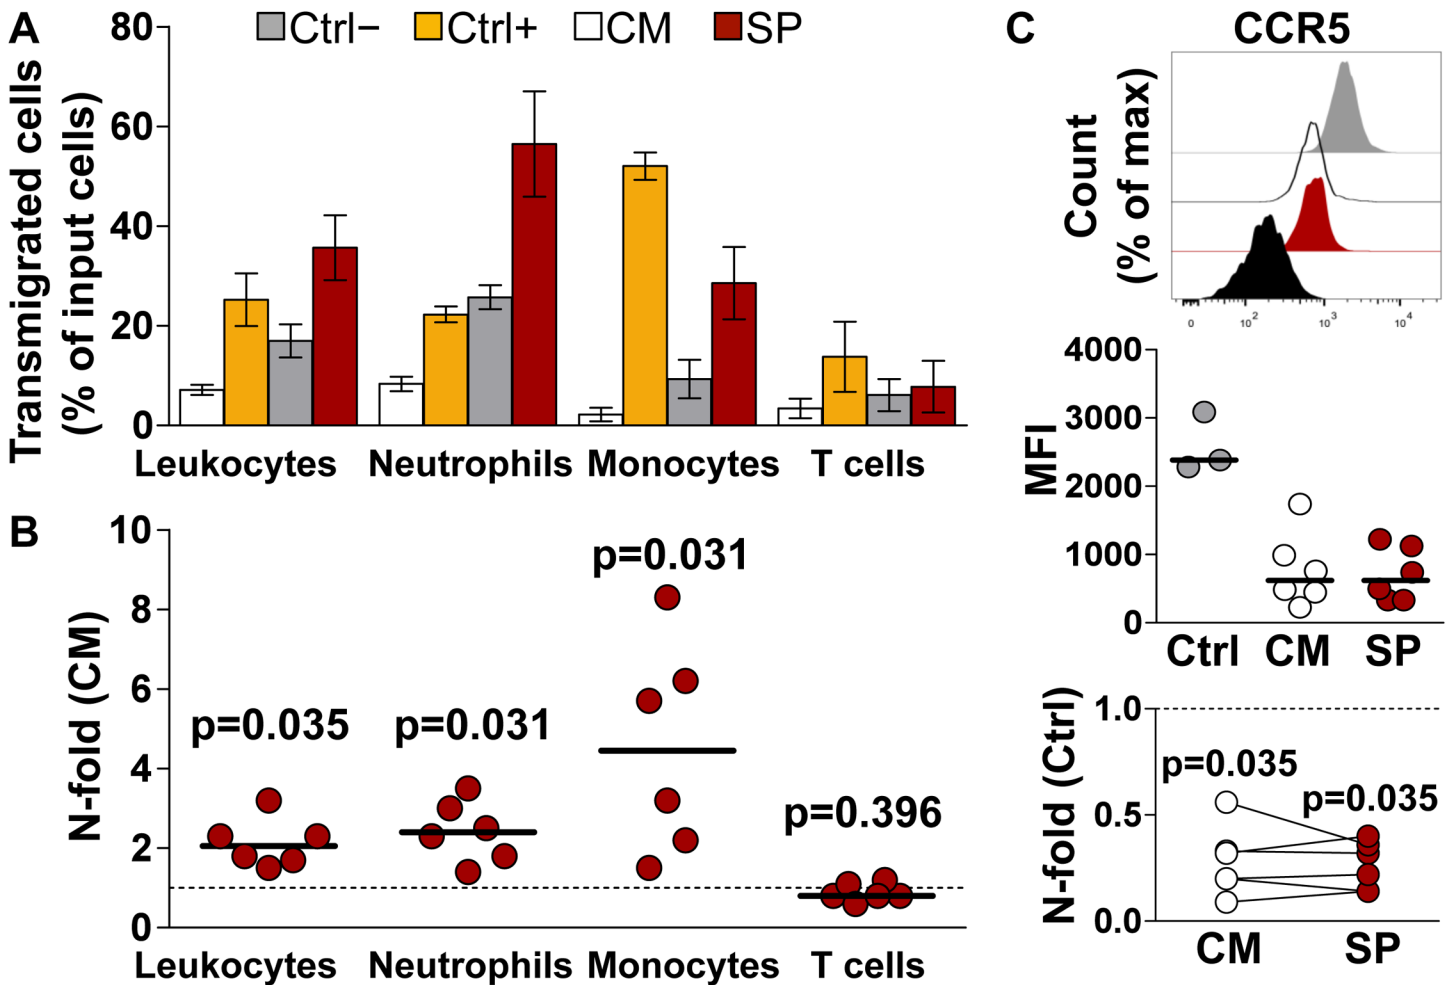 A
Transmigrated cells
(% of input cells)
80
60
40
20
0
Ctrl−
Ctrl+
CM
SP
Leukocytes
Neutrophils
Monocytes
T cells
B
N-fold (CM)
10
8
6
4
2
0
p=0.035
p=0.031
p=0.031
p=0.396
Leukocytes
Neutrophils
Monocytes
T cells
C
CCR5
Count
(% of max)
0
10²
10³
10⁴
MFI
4000
3000
2000
1000
0
Ctrl
CM
SP
N-fold (Ctrl)
1.0
0.5
0.0
p=0.035
p=0.035
CM
SP